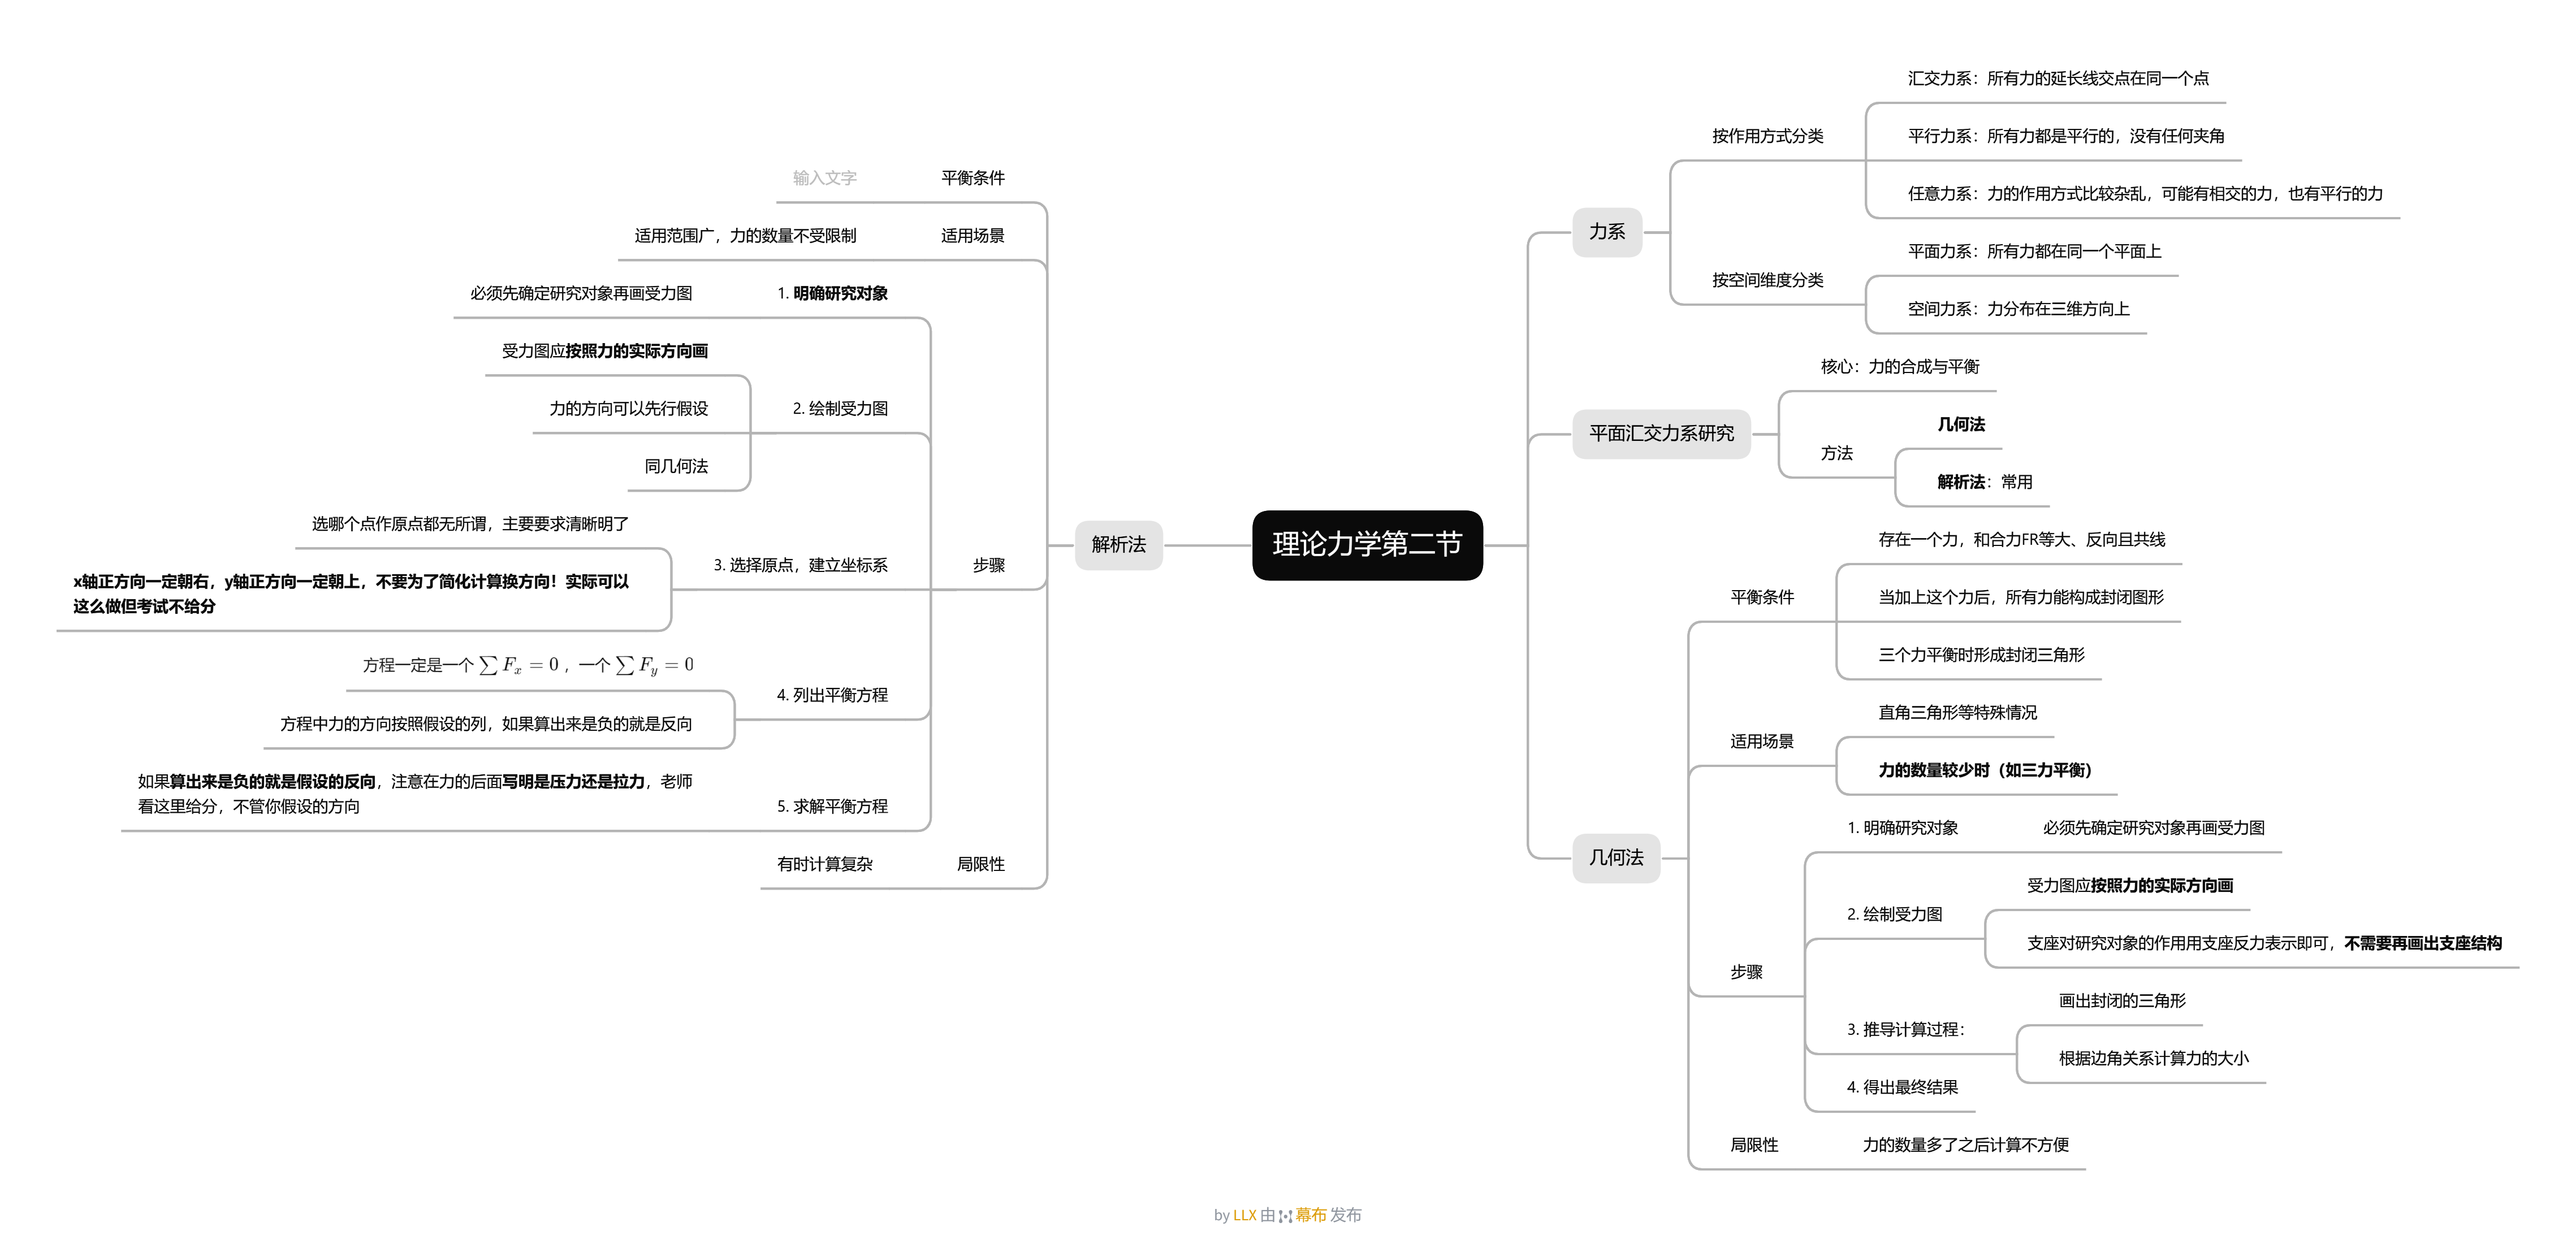 理论力学第二节
力系
按作用方式分类
汇交力系：所有力的延长线交点在同一个点
平行力系：所有力都是平行的，没有任何夹角
任意力系：力的作用方式比较杂乱，可能有相交的力，也有平行的力
按空间维度分类
平面力系：所有力都在同一个平面上
空间力系：力分布在三维方向上
平面汇交力系研究
核心：力的合成与平衡
方法
几何法
解析法：常用
几何法
平衡条件
存在一个力，和合力FR等大、反向且共线
当加上这个力后，所有力能构成封闭图形
三个力平衡时形成封闭三角形
适用场景
直角三角形等特殊情况
力的数量较少时（如三力平衡）
步骤
1. 明确研究对象
必须先确定研究对象再画受力图
2. 绘制受力图
受力图应按照力的实际方向画
支座对研究对象的作用用支座反力表示即可，不需要再画出支座结构
3. 推导计算过程：
画出封闭的三角形
根据边角关系计算力的大小
4. 得出最终结果
局限性
力的数量多了之后计算不方便
解析法
平衡条件
输入文字
适用场景
适用范围广，力的数量不受限制
步骤
1. 明确研究对象
必须先确定研究对象再画受力图
2. 绘制受力图
受力图应按照力的实际方向画
力的方向可以先行假设
同几何法
3. 选择原点，建立坐标系
选哪个点作原点都无所谓，主要要求清晰明了
x轴正方向一定朝右，y轴正方向一定朝上，不要为了简化计算换方向！实际可以
这么做但考试不给分
4. 列出平衡方程
方程一定是一个 ∑ Fx = 0 ，一个 ∑ Fy = 0
方程中力的方向按照假设的列，如果算出来是负的就是反向
5. 求解平衡方程
如果算出来是负的就是假设的反向，注意在力的后面写明是压力还是拉力，老师
看这里给分，不管你假设的方向
局限性
有时计算复杂
by LLX 由 幕布 发布